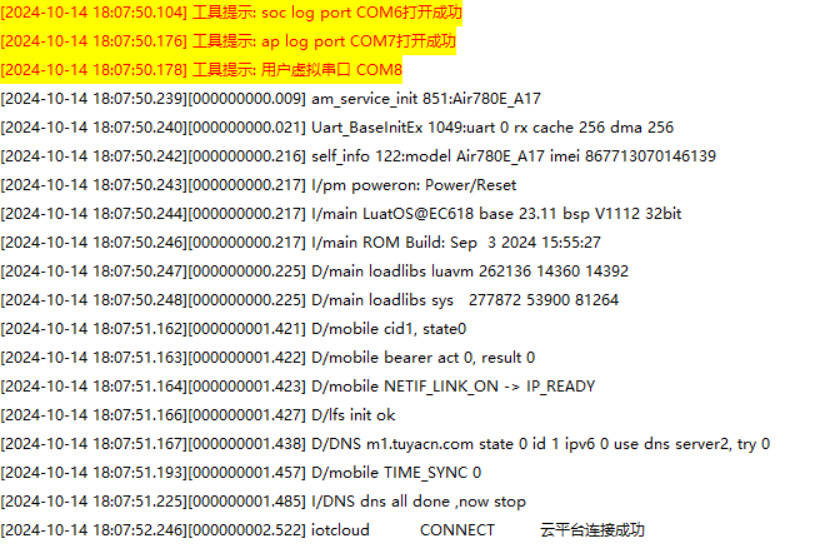 [2024-10-14 18:07:50.104] 工具提示: soc log port COM6打开成功
[2024-10-14 18:07:50.176] 工具提示: ap log port COM7打开成功
[2024-10-14 18:07:50.178] 工具提示: 用户虚拟串口 COM8
[2024-10-14 18:07:50.239][000000000.009] am_service_init 851:Air780E_A17
[2024-10-14 18:07:50.240][000000000.021] Uart_BaseInitEx 1049:uart 0 rx cache 256 dma 256
[2024-10-14 18:07:50.242][000000000.216] self_info 122:model Air780E_A17 imei 867713070146139
[2024-10-14 18:07:50.243][000000000.217] I/pm poweron: Power/Reset
[2024-10-14 18:07:50.244][000000000.217] I/main LuatOS@EC618 base 23.11 bsp V1112 32bit
[2024-10-14 18:07:50.246][000000000.217] I/main ROM Build: Sep  3 2024 15:55:27
[2024-10-14 18:07:50.247][000000000.225] D/main loadlibs luavm 262136 14360 14392
[2024-10-14 18:07:50.248][000000000.225] D/main loadlibs sys   277872 53900 81264
[2024-10-14 18:07:51.162][000000001.421] D/mobile cid1, state0
[2024-10-14 18:07:51.163][000000001.422] D/mobile bearer act 0, result 0
[2024-10-14 18:07:51.164][000000001.423] D/mobile NETIF_LINK_ON -> IP_READY
[2024-10-14 18:07:51.166][000000001.427] D/lfs init ok
[2024-10-14 18:07:51.167][000000001.438] D/DNS m1.tuyacn.com state 0 id 1 ipv6 0 use dns server2, try 0
[2024-10-14 18:07:51.193][000000001.457] D/mobile TIME_SYNC 0
[2024-10-14 18:07:51.225][000000001.485] I/DNS dns all done ,now stop
[2024-10-14 18:07:52.246][000000002.522] iotcloud CONNECT 云平台连接成功